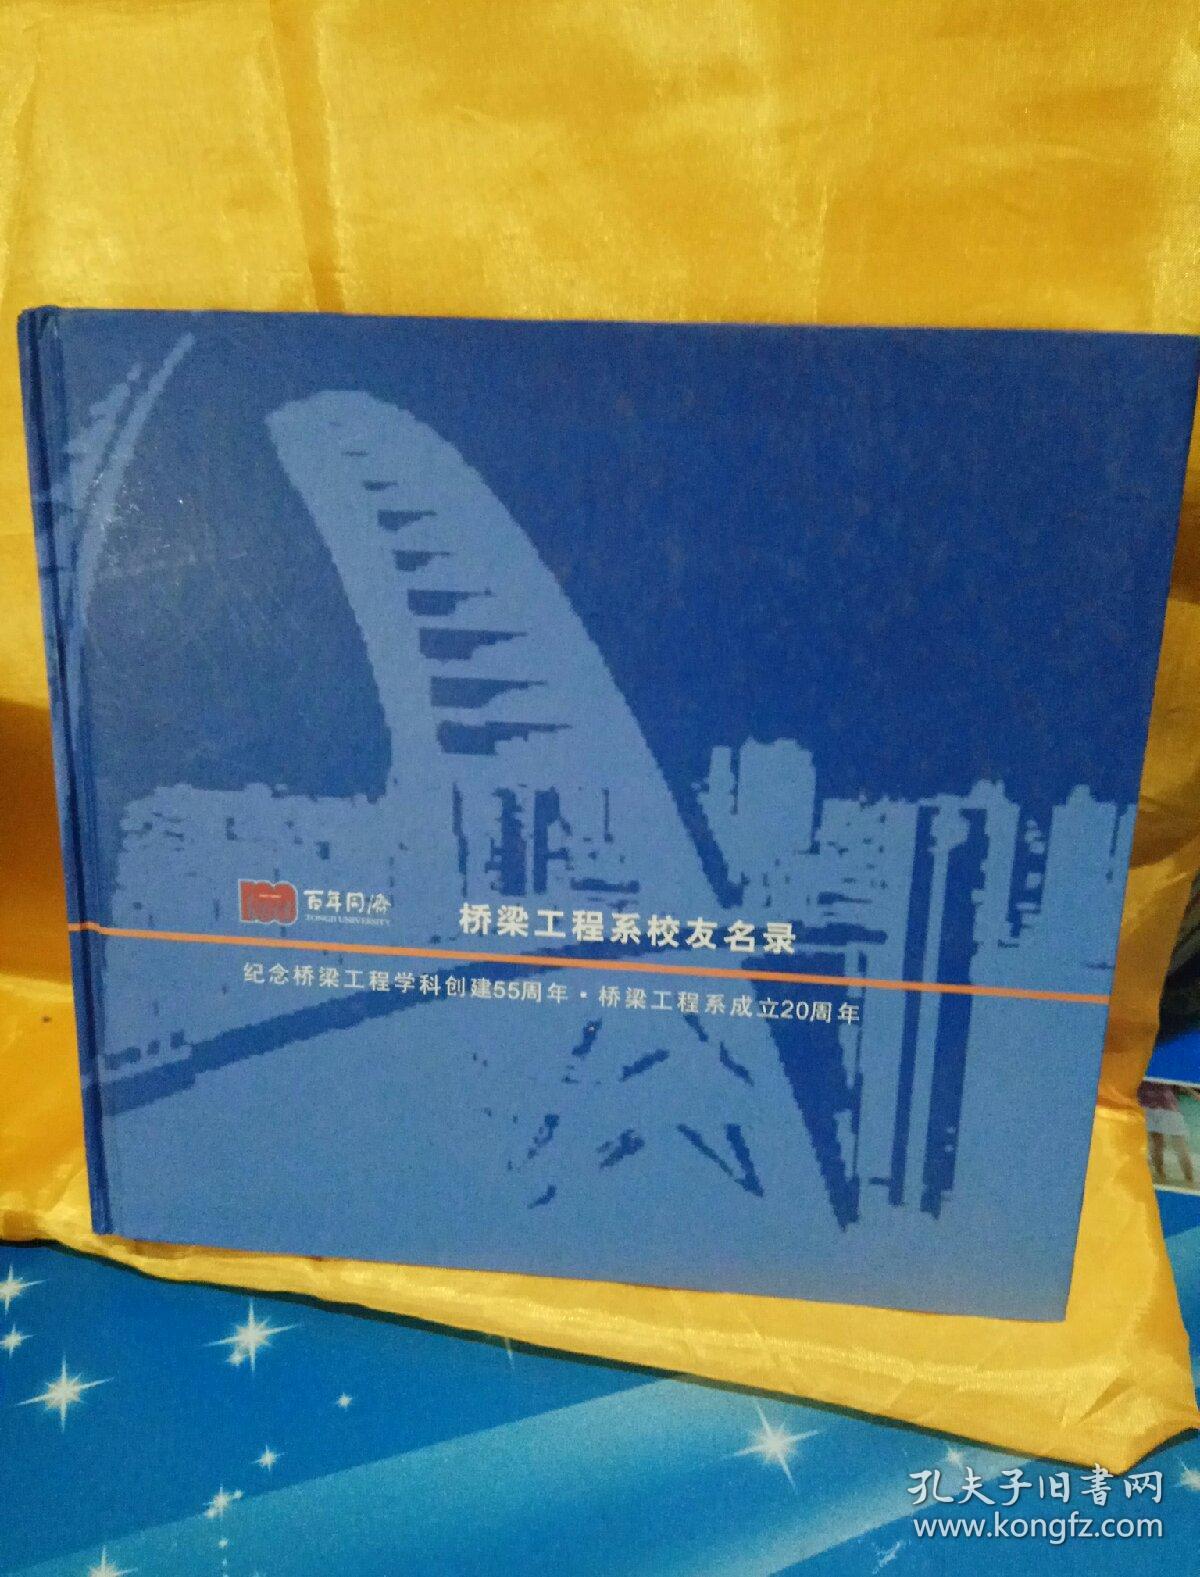 百年同濟
TONGJI UNIVERSITY
桥梁工程系校友名录
纪念桥梁工程学科创建55周年·桥梁工程系成立20周年
孔夫子旧書网
www.kongfz.com